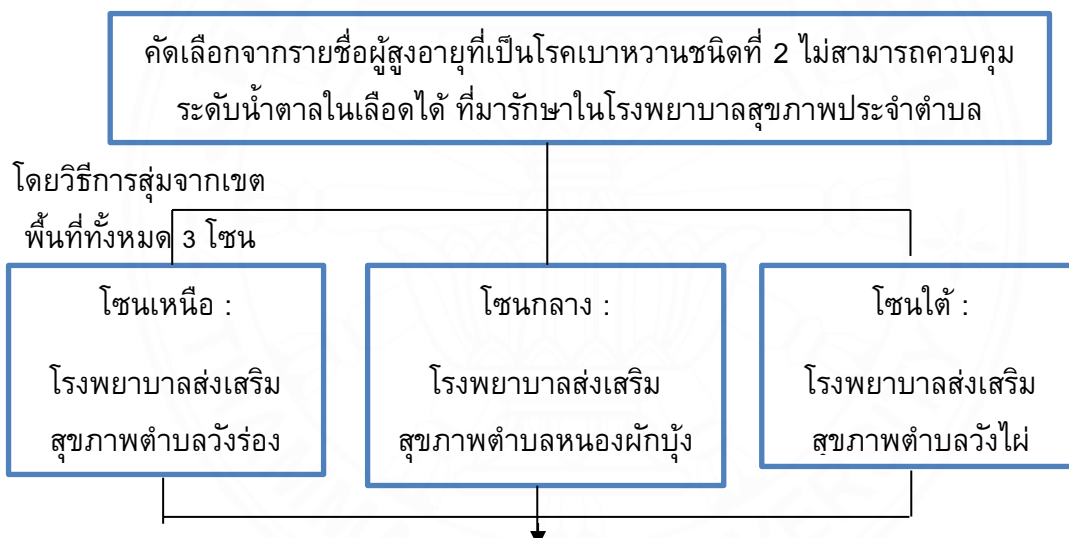 คัดเลือกจากรายชื่อผู้สูงอายุที่เป็นโรคเบาหวานชนิดที่ 2 ไม่สามารถควบคุม
ระดับน้ำตาลในเลือดได้ ที่มารักษาในโรงพยาบาลสุขภาพประจำตำบล
โดยวิธีการสุ่มจากเขต
พื้นที่ทั้งหมด 3 โซน
โซนเหนือ :
โรงพยาบาลส่งเสริม
สุขภาพตำบลวังร่อง
โซนกลาง :
โรงพยาบาลส่งเสริม
สุขภาพตำบลหนองผักบุ้ง
โซนใต้ :
โรงพยาบาลส่งเสริม
สุขภาพตำบลวังไผ่